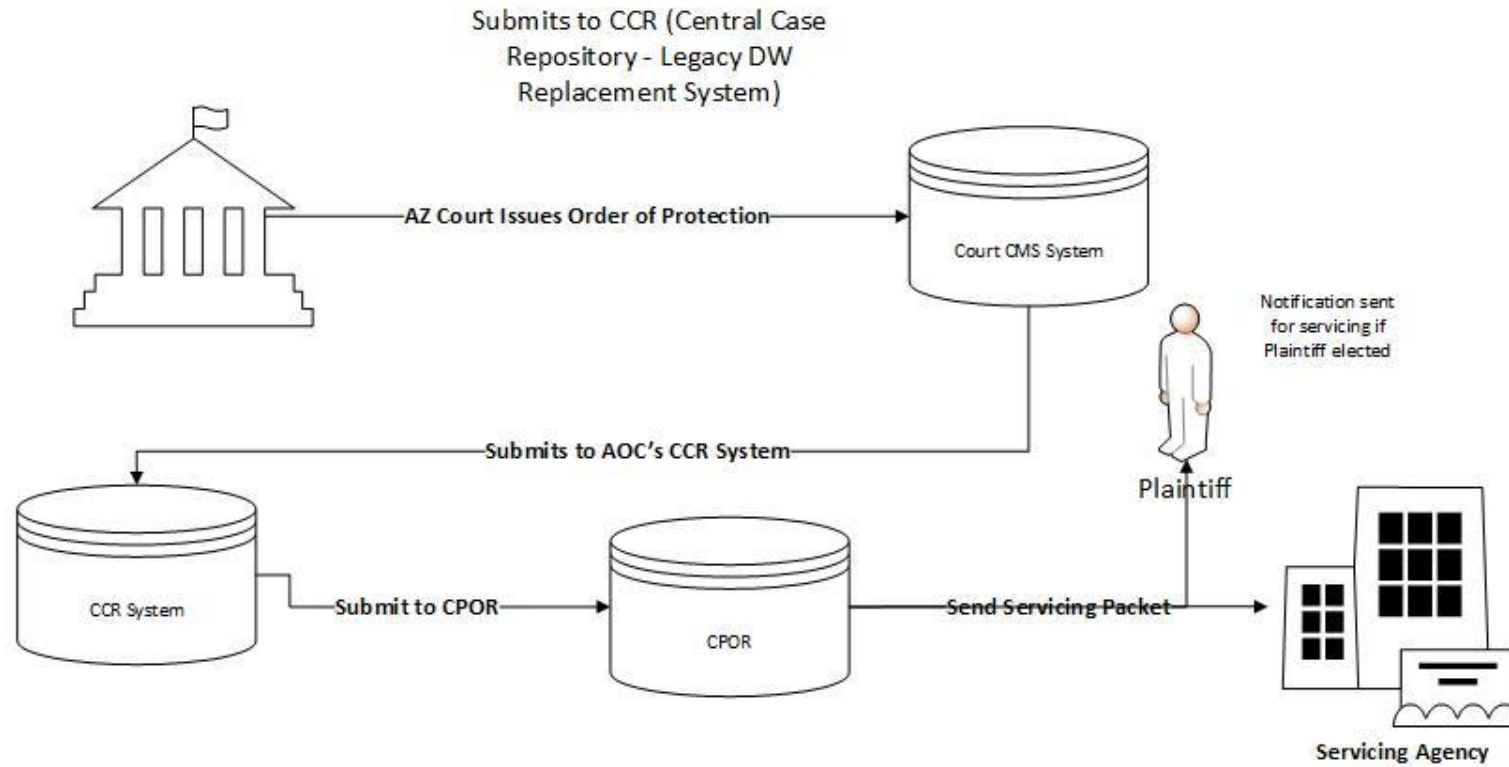 Submits to CCR (Central Case
Repository - Legacy DW
Replacement System)
AZ Court Issues Order of Protection
Court CMS System
Notification sent
for servicing if
Plaintiff elected
Submits to AOC's CCR System
Plaintiff
CCR System
Submit to CPOR
CPOR
Send Servicing Packet
Servicing Agency